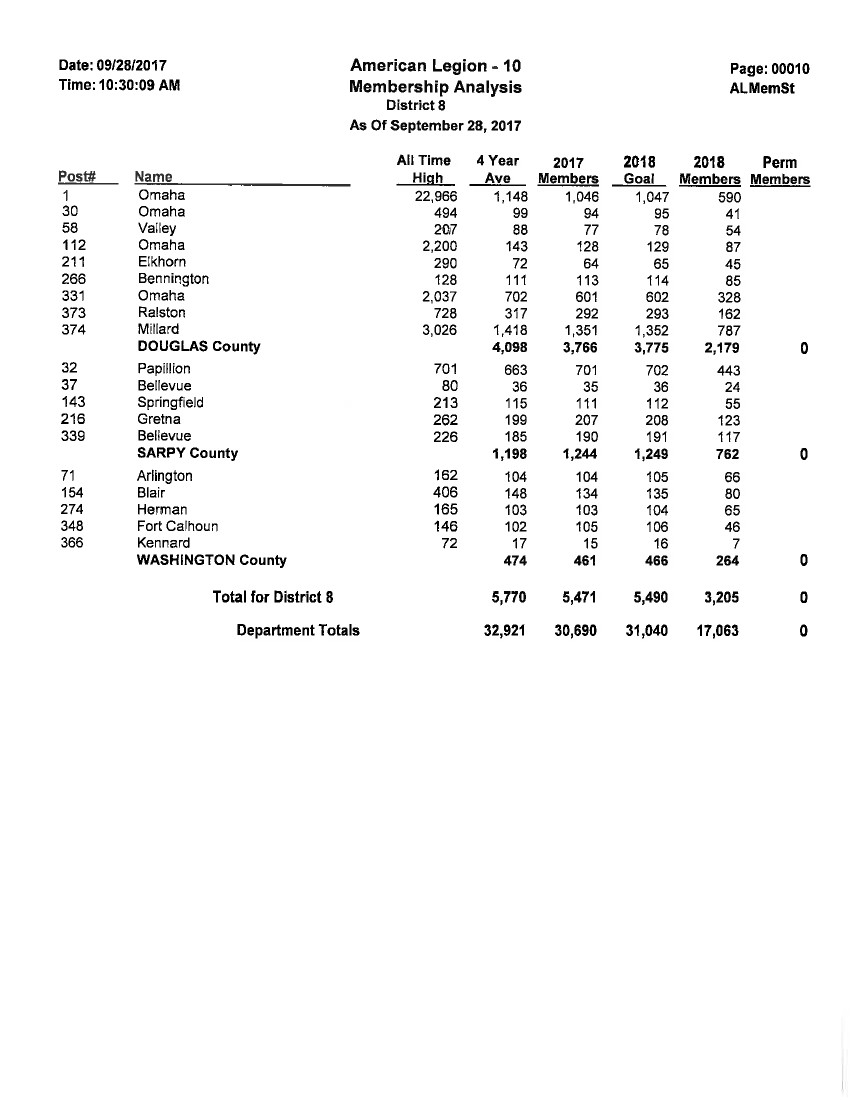 Date: 09/28/2017 American Legion - 10 Page: 00010
Time: 10:30:09 AM Membership Analysis ALMemSt
District 8
As Of September 28, 2017
All Time 4 Year 2017 2018 2018 Perm
Post# Name High Ave Members Goal Members Members
1 Omaha 22,966 1,148 1,046 1,047 590
30 Omaha 494 99 94 95 41
58 Valley 207 88 77 78 54
112 Omaha 2,200 143 128 129 87
211 Elkhorn 290 72 64 65 45
266 Bennington 128 111 113 114 85
331 Omaha 2,037 702 601 602 328
373 Ralston 728 317 292 293 162
374 Millard 3,026 1,418 1,351 1,352 787
DOUGLAS County 4,098 3,766 3,775 2,179 0
32 Papillion 701 663 701 702 443
37 Bellevue 80 36 35 36 24
143 Springfield 213 115 111 112 55
216 Gretna 262 199 207 208 123
339 Bellevue 226 185 190 191 117
SARPY County 1,198 1,244 1,249 762 0
71 Arlington 162 104 104 105 66
154 Blair 406 148 134 135 80
274 Herman 165 103 103 104 65
348 Fort Calhoun 146 102 105 106 46
366 Kennard 72 17 15 16 7
WASHINGTON County 474 461 466 264 0
Total for District 8 5,770 5,471 5,490 3,205 0
Department Totals 32,921 30,690 31,040 17,063 0